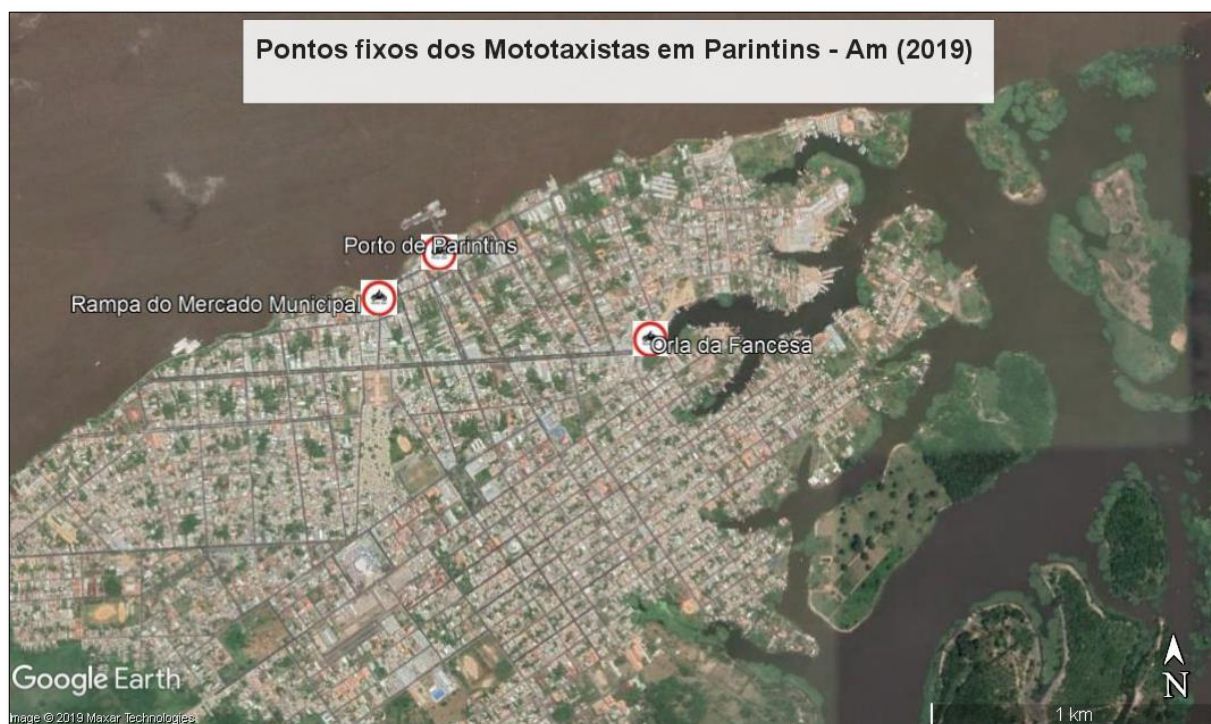 Pontos fixos dos Mototaxistas em Parintins - Am (2019)
Porto de Parintins
Rampa do Mercado Municipal
Orla da Fancesa
Google Earth
N
Image © 2019 Maxar Technologies
1 km